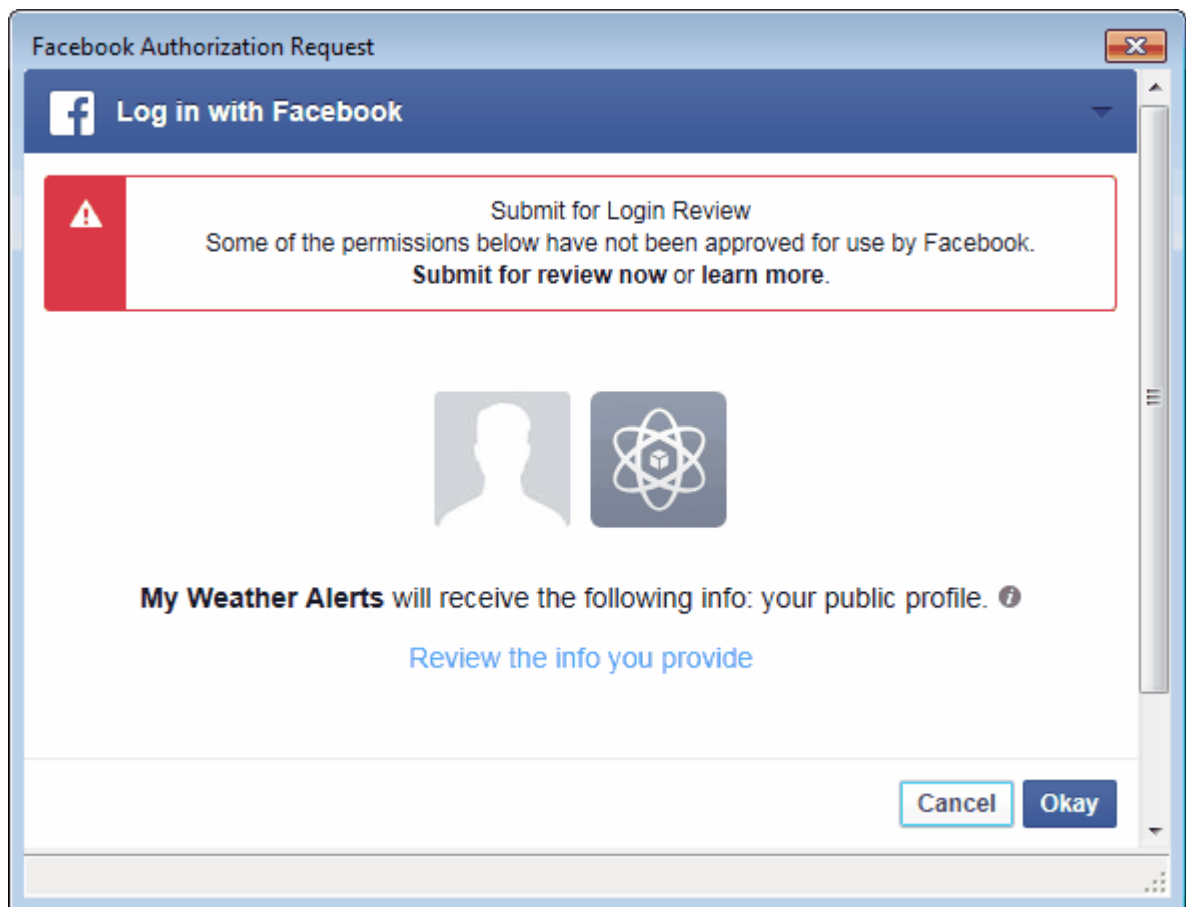 Facebook Authorization Request
Log in with Facebook
Submit for Login Review
Some of the permissions below have not been approved for use by Facebook.
Submit for review now or learn more.
My Weather Alerts will receive the following info: your public profile.
Review the info you provide
Cancel Okay